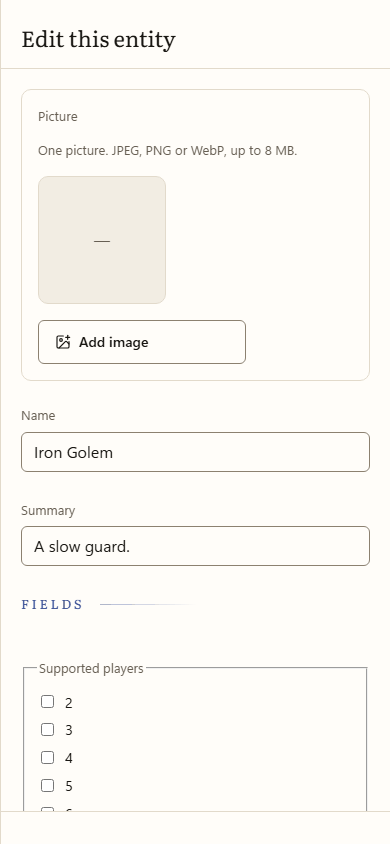 Edit this entity
Picture
One picture. JPEG, PNG or WebP, up to 8 MB.
—
Add image
Name
Iron Golem
Summary
A slow guard.
FIELDS
Supported players
2
3
4
5